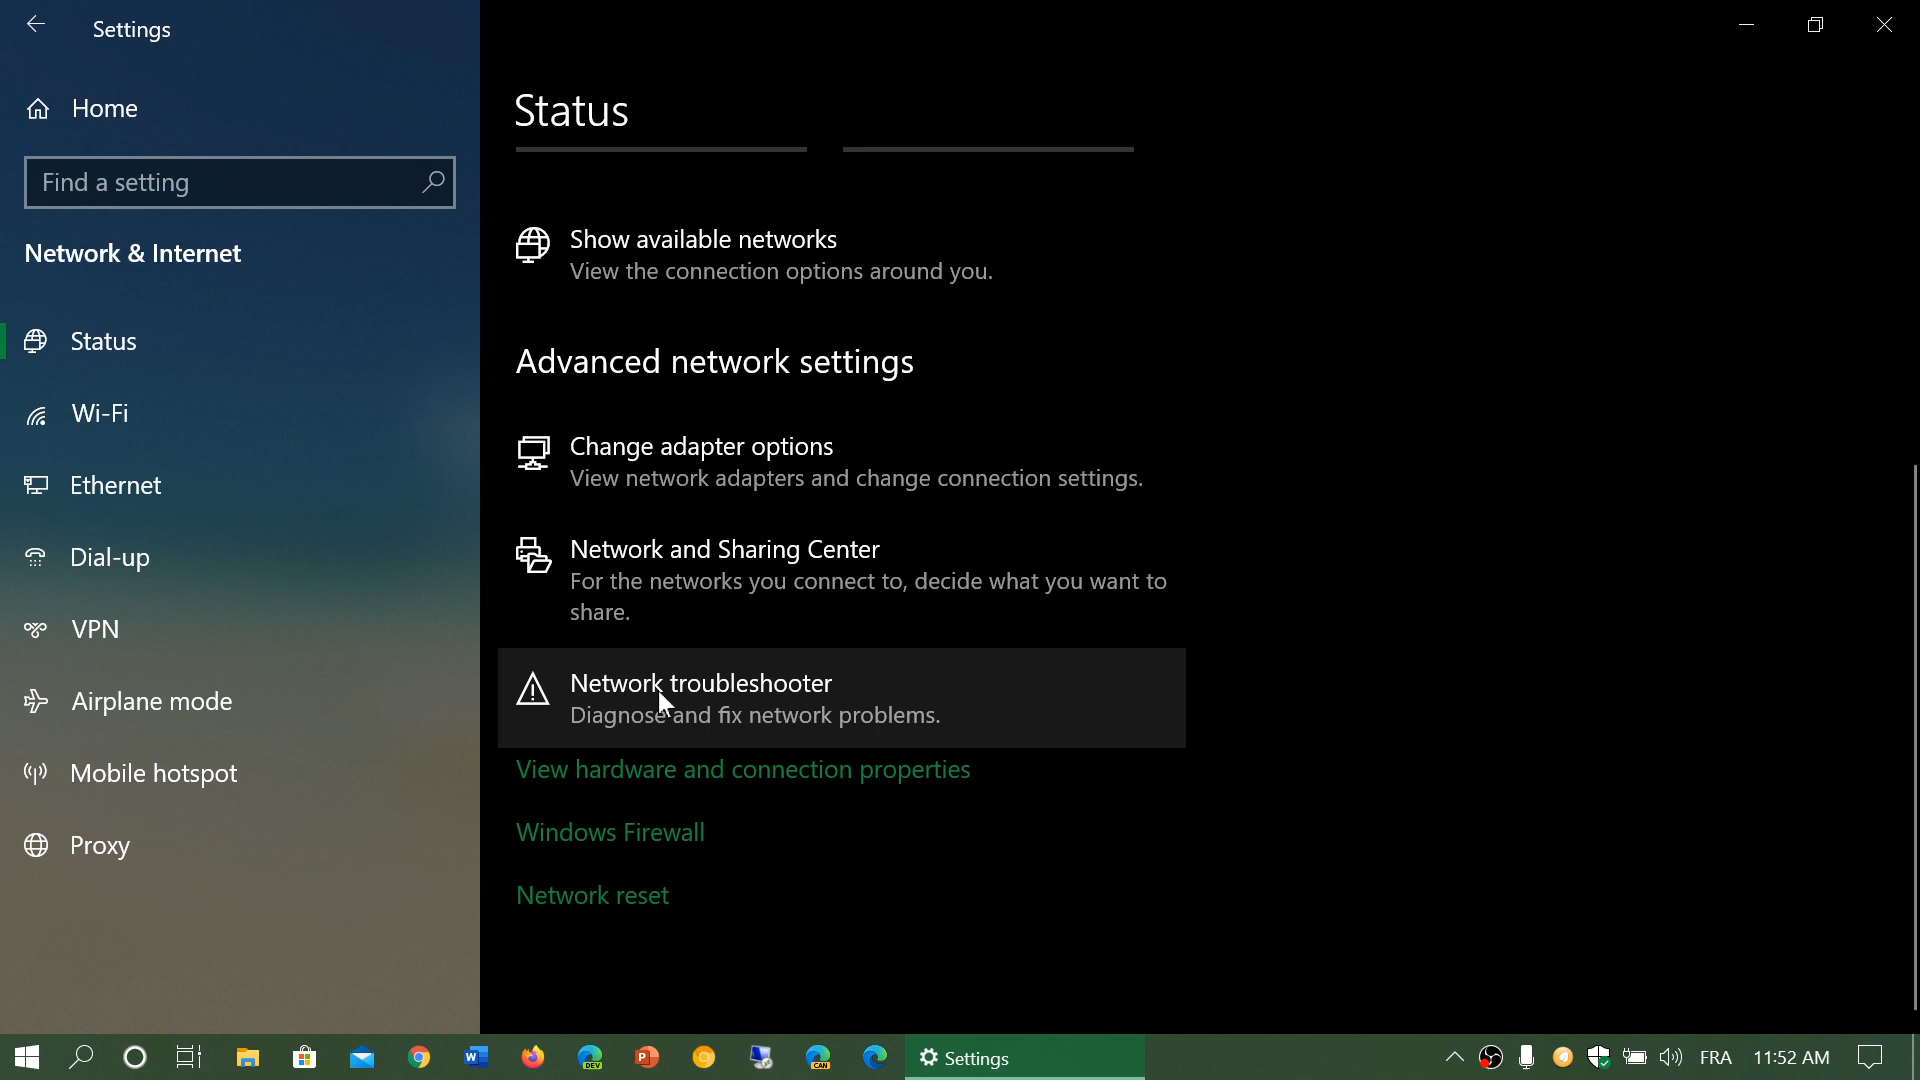 Settings
Home
Find a setting
Network & Internet
Status
Wi-Fi
Ethernet
Dial-up
VPN
Airplane mode
Mobile hotspot
Proxy
Status
Show available networks
View the connection options around you.
Advanced network settings
Change adapter options
View network adapters and change connection settings.
Network and Sharing Center
For the networks you connect to, decide what you want to
share.
Network troubleshooter
Diagnose and fix network problems.
View hardware and connection properties
Windows Firewall
Network reset
W
DEV
P
CAN
Settings
FRA
11:52 AM